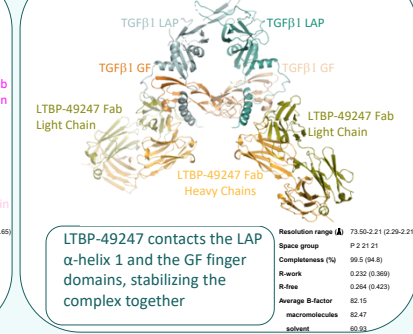 TGFβ1 LAP TGFβ1 LAP
TGFβ1 GF TGFβ1 GF
LTBP-49247 Fab
Light Chain
LTBP-49247 Fab
Light Chain
LTBP-49247 Fab
Heavy Chains
LTBP-49247 contacts the LAP
α-helix 1 and the GF finger
domains, stabilizing the
complex together
Resolution range (Å) 73.50-2.21 (2.29-2.21
Space group P 2 21 21
Completeness (%) 99.5 (94.8)
R-work 0.232 (0.369)
R-free 0.264 (0.423)
Average B-factor 82.15
macromolecules 82.47
solvent 60.93